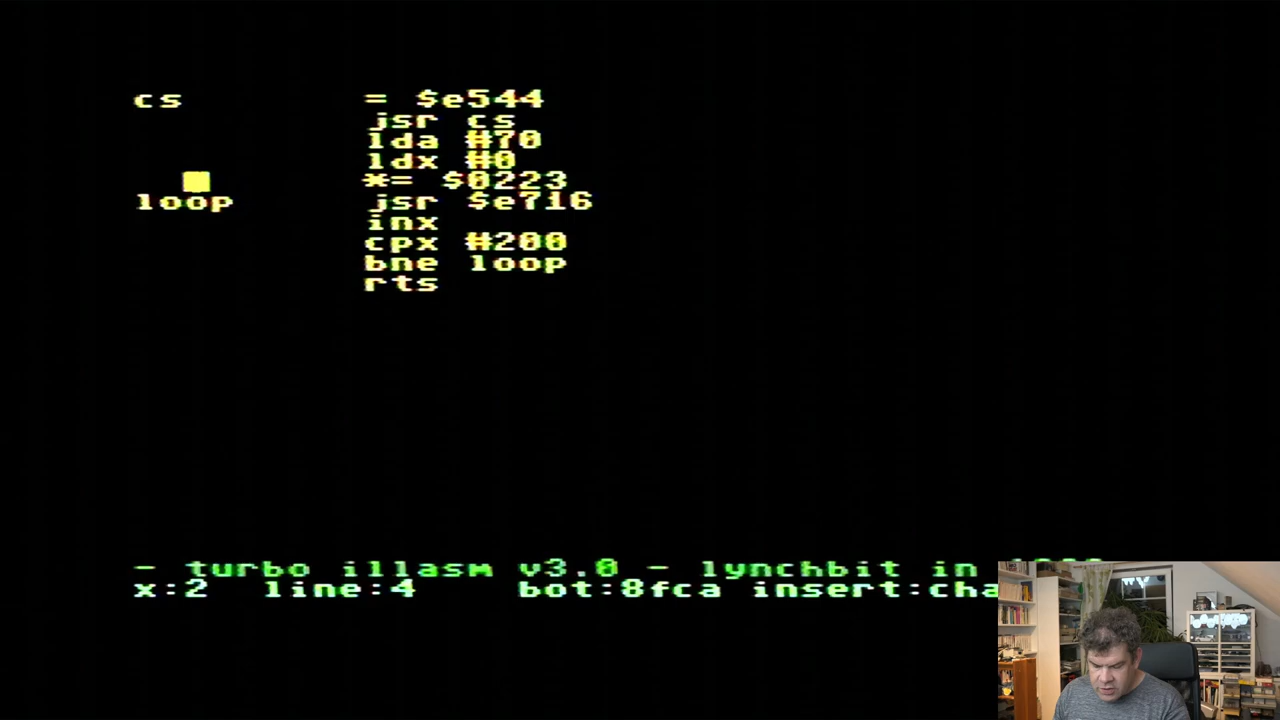 cs = $e544
jsr cs
lda #70
ldx #0
*= $0223
loop jsr $e716
inx
cpx #200
bne loop
rts
- turbo illasm v3.0 - lynchbit in
x:2 line:4 bot:8fca insert:cha